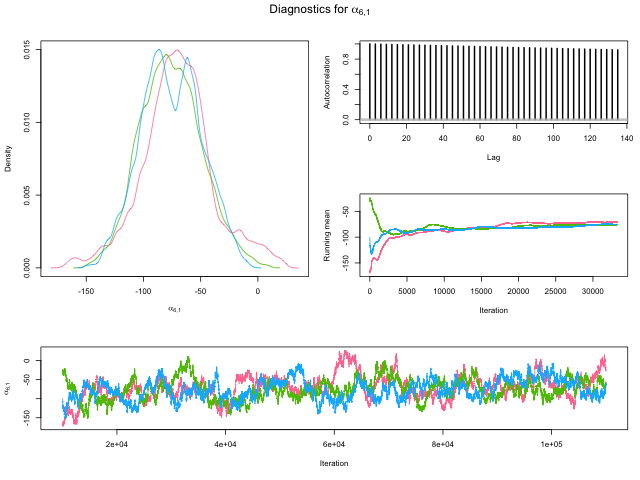 Diagnostics for α6,1
Density
0.000 0.005 0.010 0.015
-150 -100 -50 0
α6,1
Autocorrelation
0.0 0.4 0.8
0 20 40 60 80 100 120 140
Lag
Running mean
-150 -100 -50
0 5000 10000 15000 20000 25000 30000
Iteration
α6,1
-150 -50 0
2e+04 4e+04 6e+04 8e+04 1e+05
Iteration